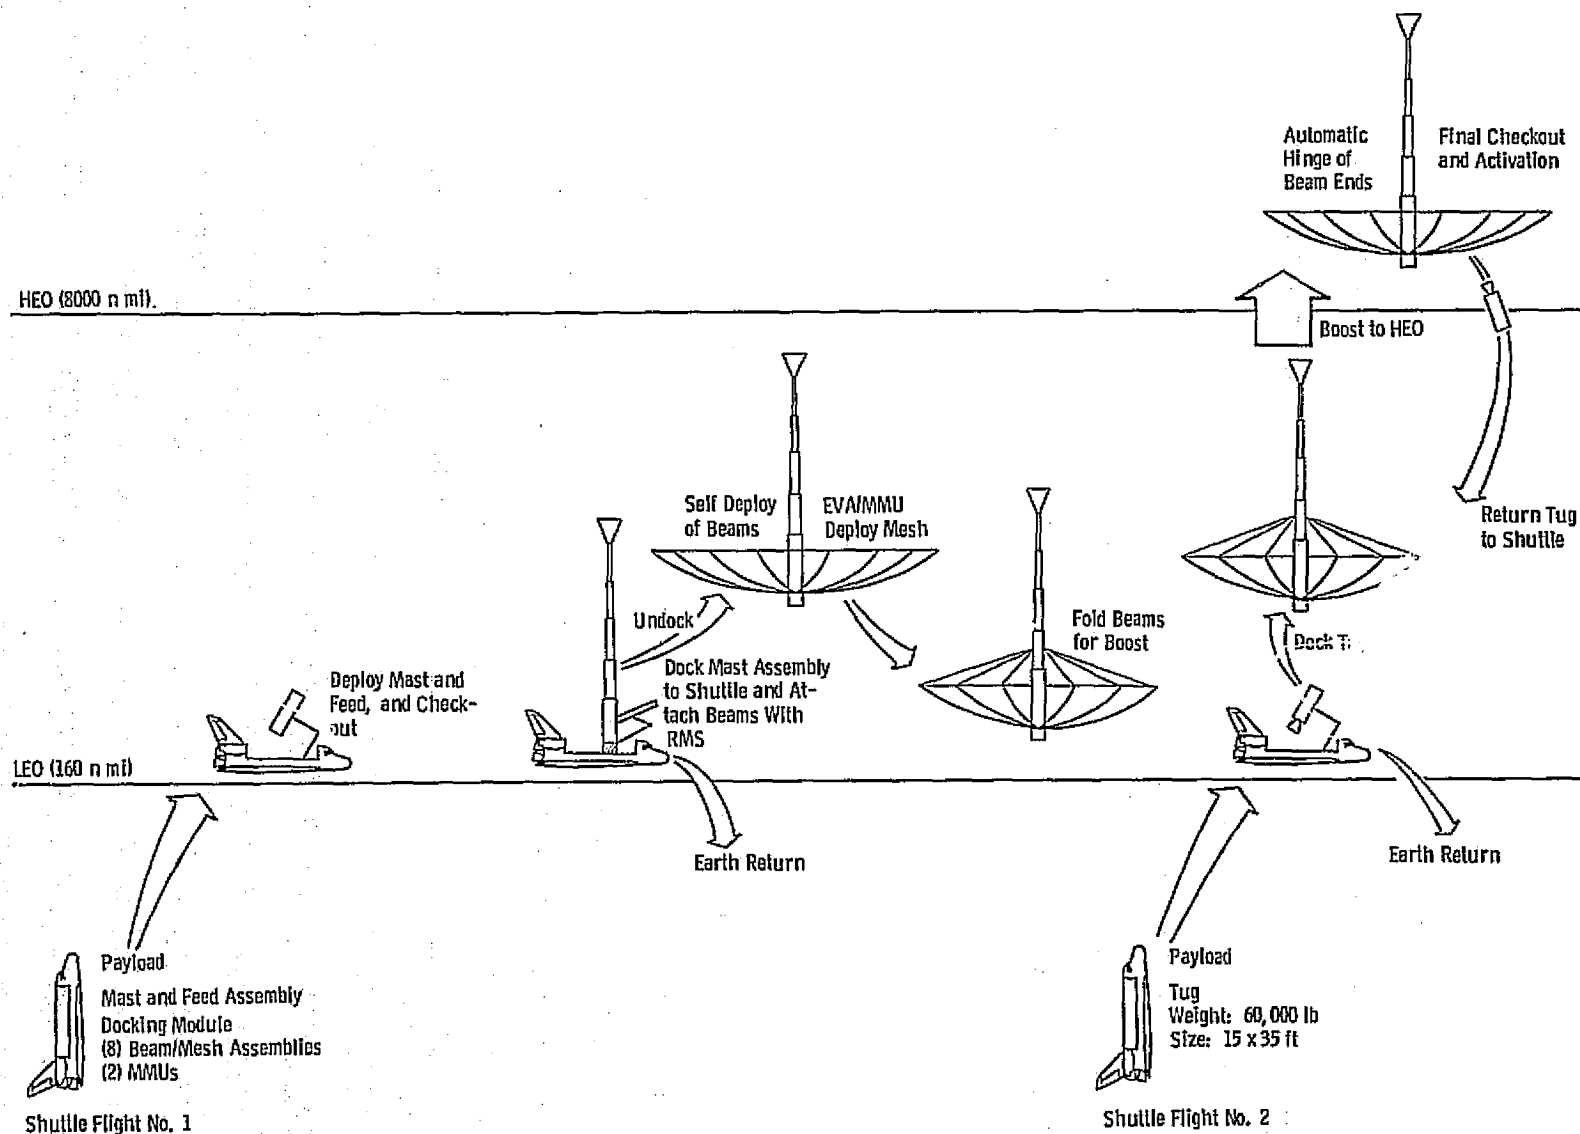 Automatic
Hinge of
Beam Ends
Final Checkout
and Activation
HEO (8000 n mi).
Boost to HEO
Self Deploy
of Beams
EVA/MMU
Deploy Mesh
Return Tug
to Shuttle
Undock
Fold Beams
for Boost
Dock
Deploy Mast and
Feed, and Check-
out
Dock Mast Assembly
to Shuttle and At-
tach Beams With
RMS
LEO (160 n mi)
Earth Return
Earth Return
Payload
Mast and Feed Assembly
Docking Module
(8) Beam/Mesh Assemblies
(2) MMUs
Shuttle Flight No. 1
Payload
Tug
Weight: 60,000 lb
Size: 15 x 35 ft
Shuttle Flight No. 2